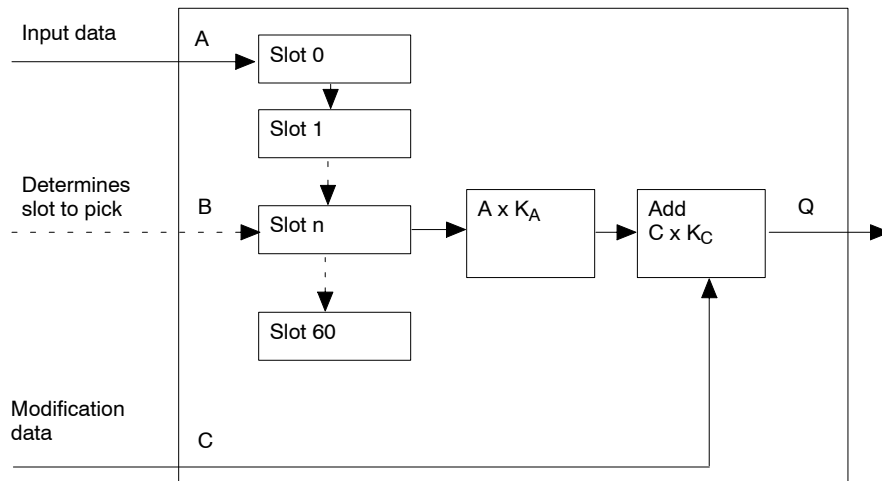 Input data
A
Slot 0
Slot 1
Determines
slot to pick
B
Slot n
A x KA
Add
C x KC
Q
Slot 60
Modification
data
C